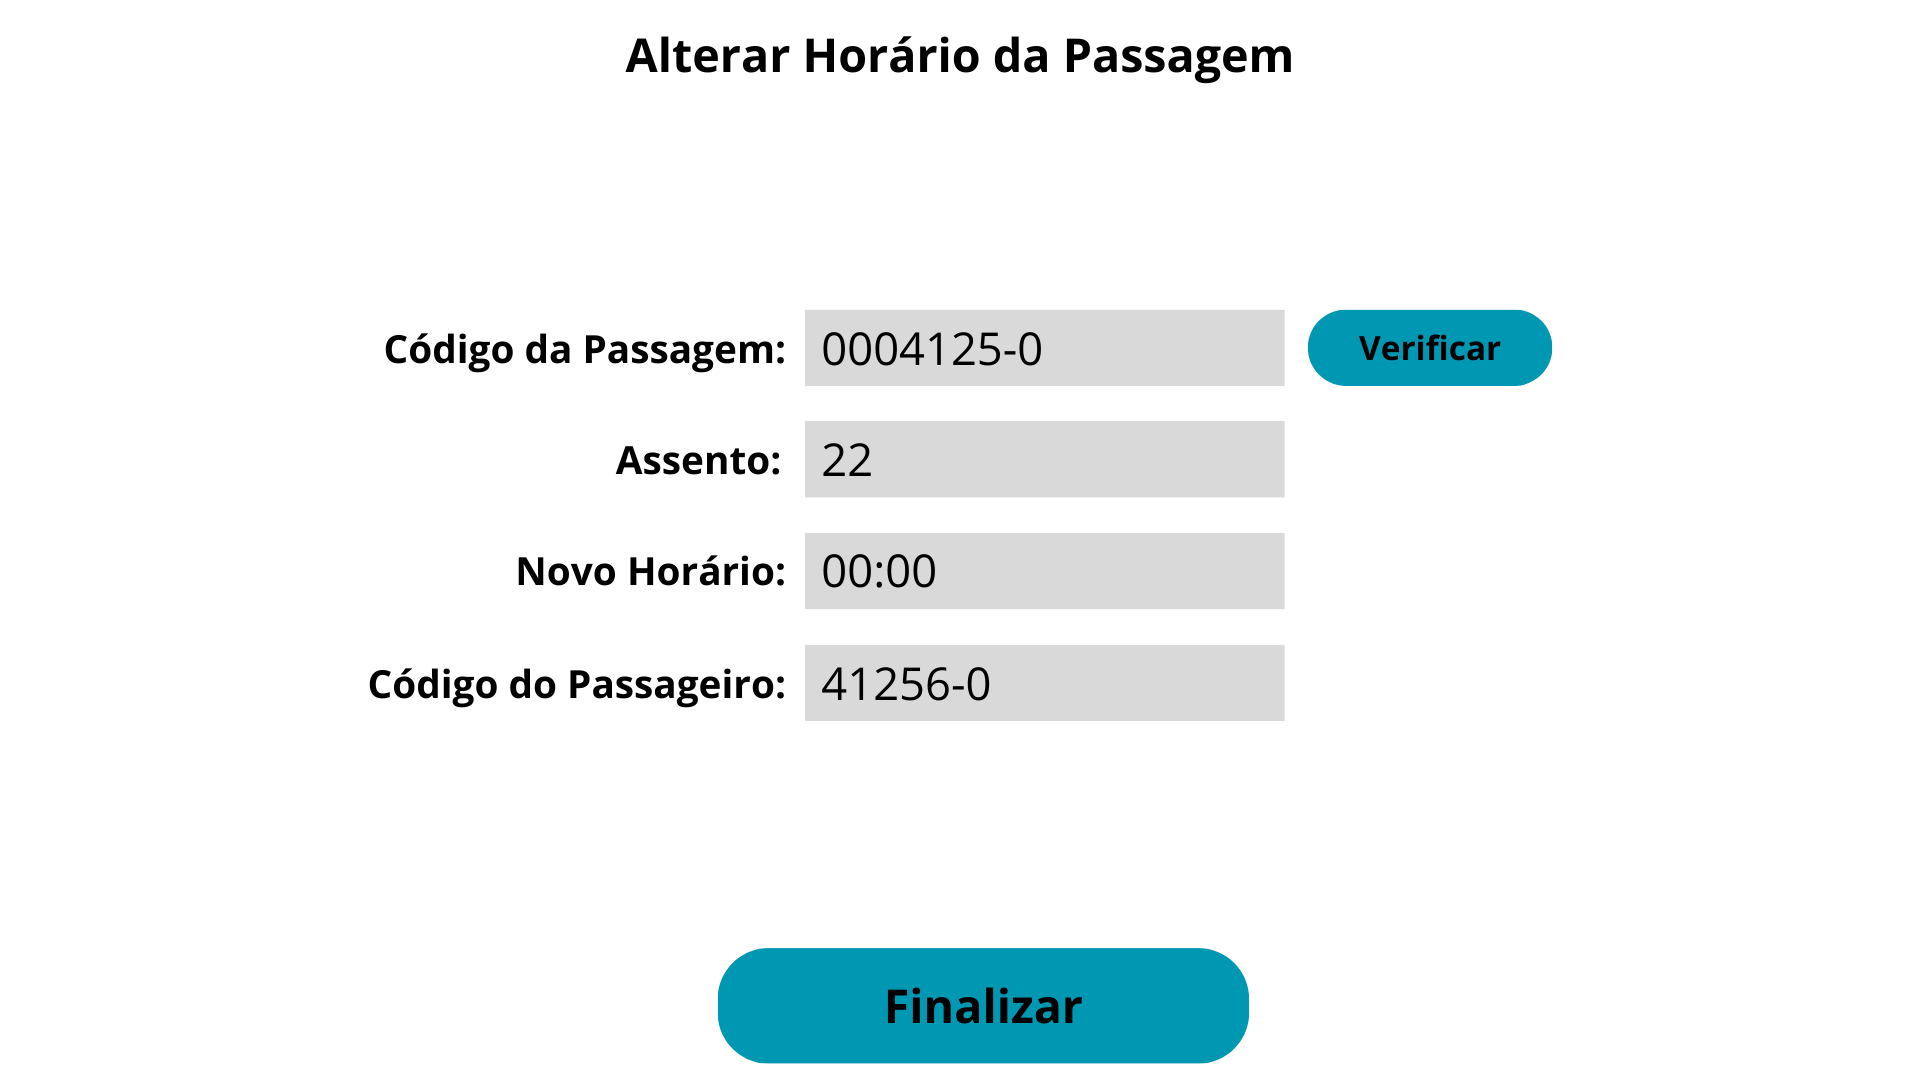 Alterar Horário da Passagem
Código da Passagem: 0004125-0 Verificar
Assento: 22
Novo Horário: 00:00
Código do Passageiro: 41256-0
Finalizar